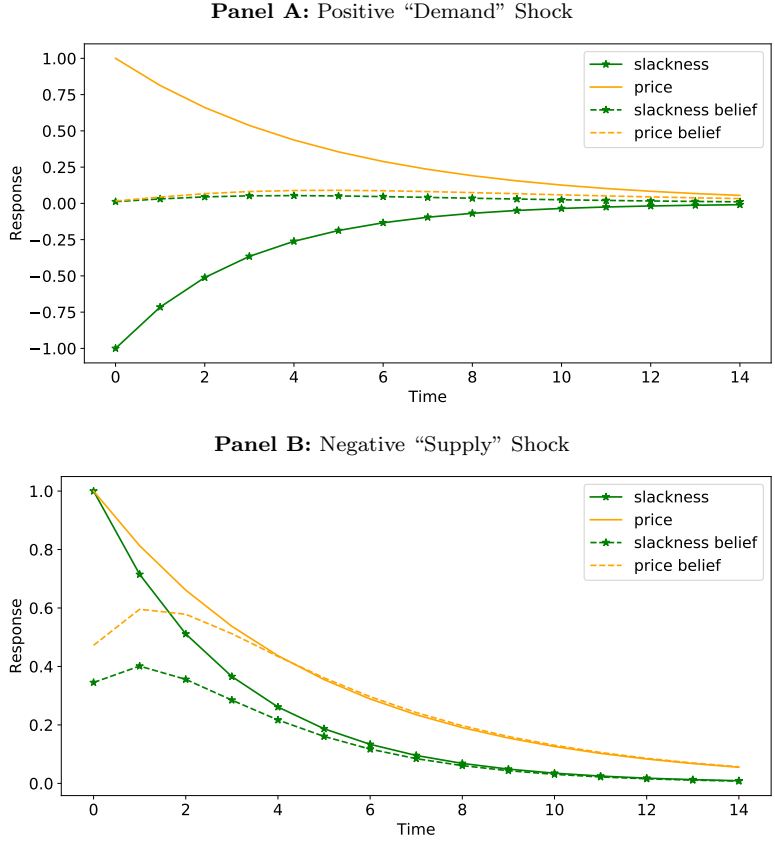 Panel A: Positive “Demand” Shock
1.00
0.75
0.50
0.25
0.00
−0.25
−0.50
−0.75
−1.00
Response
slackness
price
slackness belief
price belief
0 2 4 6 8 10 12 14
Time
Panel B: Negative “Supply” Shock
1.0
0.8
0.6
0.4
0.2
0.0
Response
slackness
price
slackness belief
price belief
0 2 4 6 8 10 12 14
Time